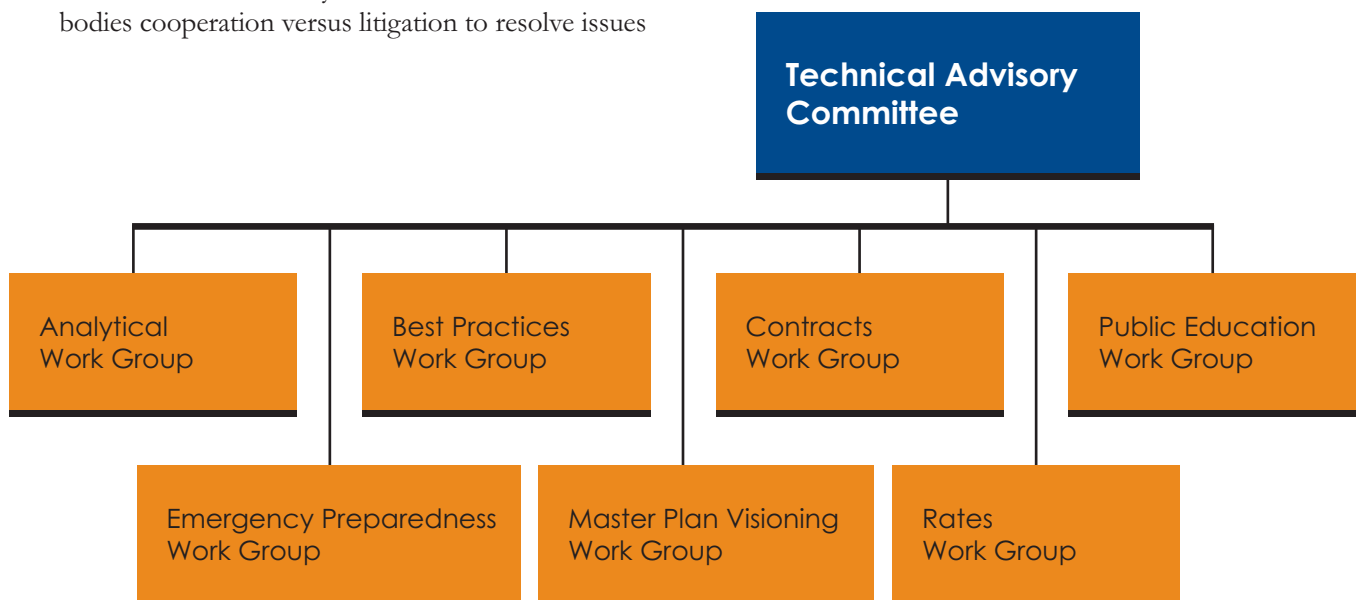 bodies cooperation versus litigation to resolve issues
Technical Advisory
Committee
Analytical
Work Group
Best Practices
Work Group
Contracts
Work Group
Public Education
Work Group
Emergency Preparedness
Work Group
Master Plan Visioning
Work Group
Rates
Work Group